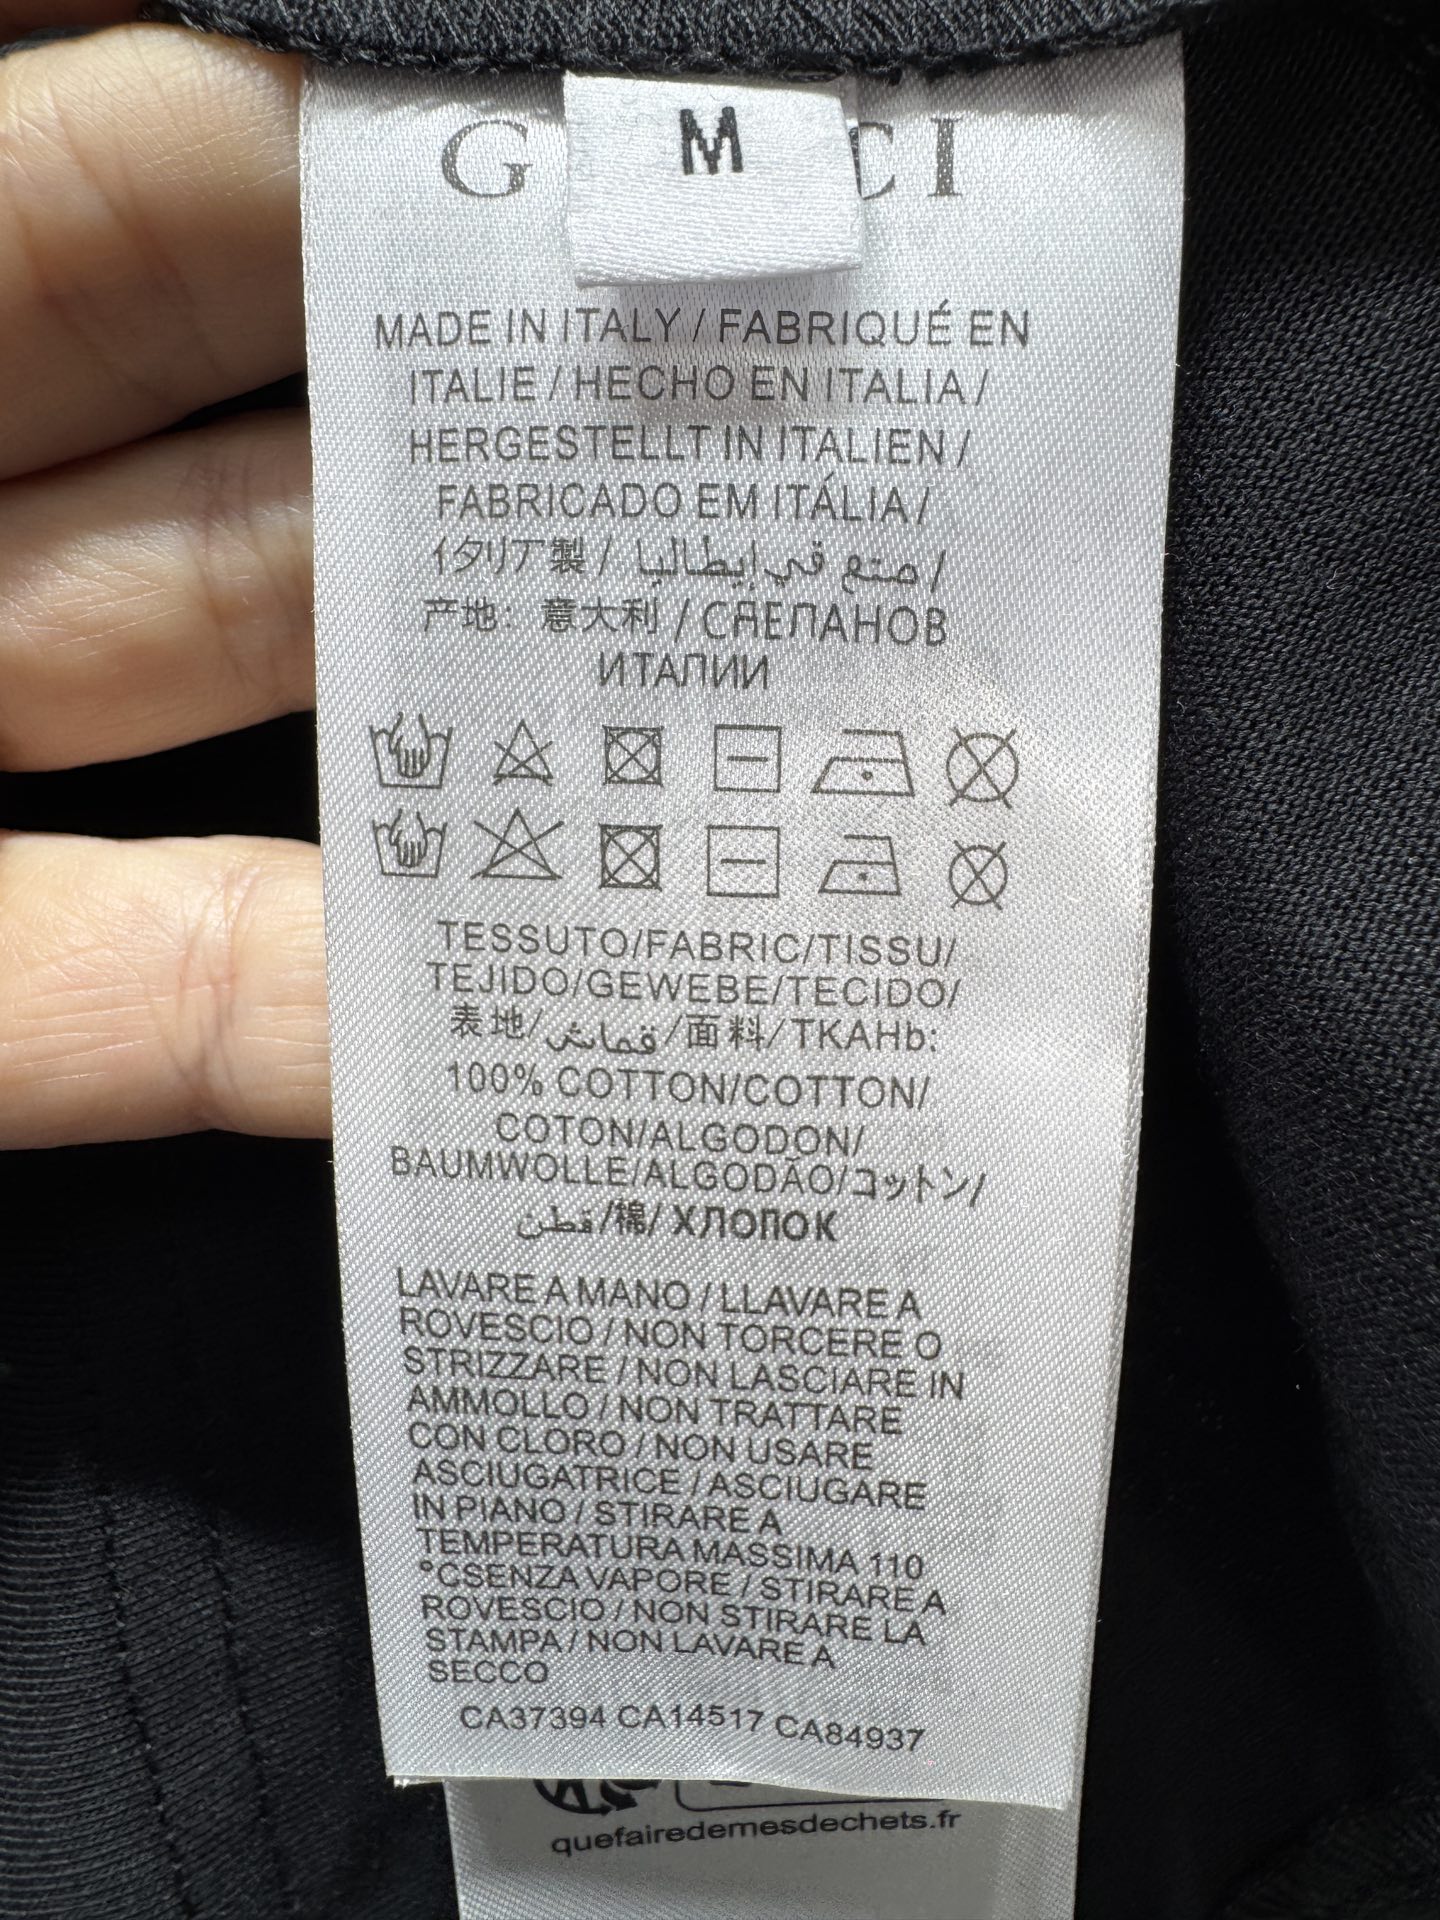 M
G CI
MADE IN ITALY / FABRIQUÉ EN
ITALIE / HECHO EN ITALIA /
HERGESTELLT IN ITALIEN /
FABRICADO EM ITÁLIA /
イタリア製 / صنع في إيطاليا /
产地：意大利 / СДЕПАНОВ
ИТАПИИ
TESSUTO/FABRIC/TISSU/
TEJIDO/GEWEBE/TECIDO/
表地/قماش/面料/ТКАНb:
100% COTTON/COTTON/
COTON/ALGODON/
BAUMWOLLE/ALGODÃO/コットン/
قطن/棉/ ХЛОПОК
LAVARE A MANO / LLAVARE A
ROVESCIO / NON TORCERE O
STRIZZARE / NON LASCIARE IN
AMMOLLO / NON TRATTARE
CON CLORO / NON USARE
ASCIUGATRICE / ASCIUGARE
IN PIANO / STIRARE A
TEMPERATURA MASSIMA 110
°CSENZA VAPORE / STIRARE A
ROVESCIO / NON STIRARE LA
STAMPA / NON LAVARE A
SECCO
CA37394 CA14517 CA84937
quefairedemesdechets.fr